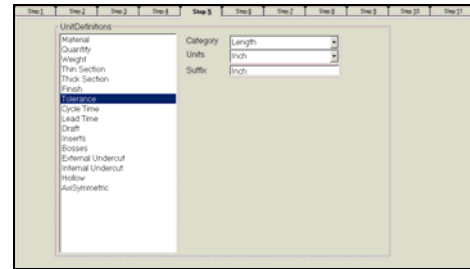 Step 1 Step 2 Step 3 Step 4 Step 5 Step 6 Step 7 Step 8 Step 9 Step 10 Step 11
UnitDefinitions
Material
Quantity
Weight
Thin Section
Thick Section
Finish
Tolerance
Cycle Time
Lead Time
Draft
Inserts
Bosses
External Undercut
Internal Undercut
Hollow
AxiSymmetric
Category Length
Units Inch
Suffix Inch